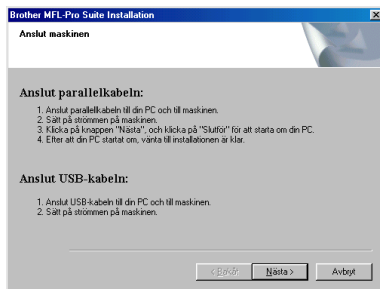 Brother MFL-Pro Suite Installation
Anslut maskinen
Anslut parallelkabeln:
1. Anslut parallellkabeln till din PC och till maskinen.
2. Sätt på strömmen på maskinen.
3. Klicka på knappen "Nästa", och klicka på "Slutför" för att starta om din PC.
4. Efter att din PC startat om, vänta till installationen är klar.
Anslut USB-kabeln:
1. Anslut USB-kabeln till din PC och till maskinen.
2. Sätt på strömmen på maskinen.
< Bakåt
Nästa >
Avbryt